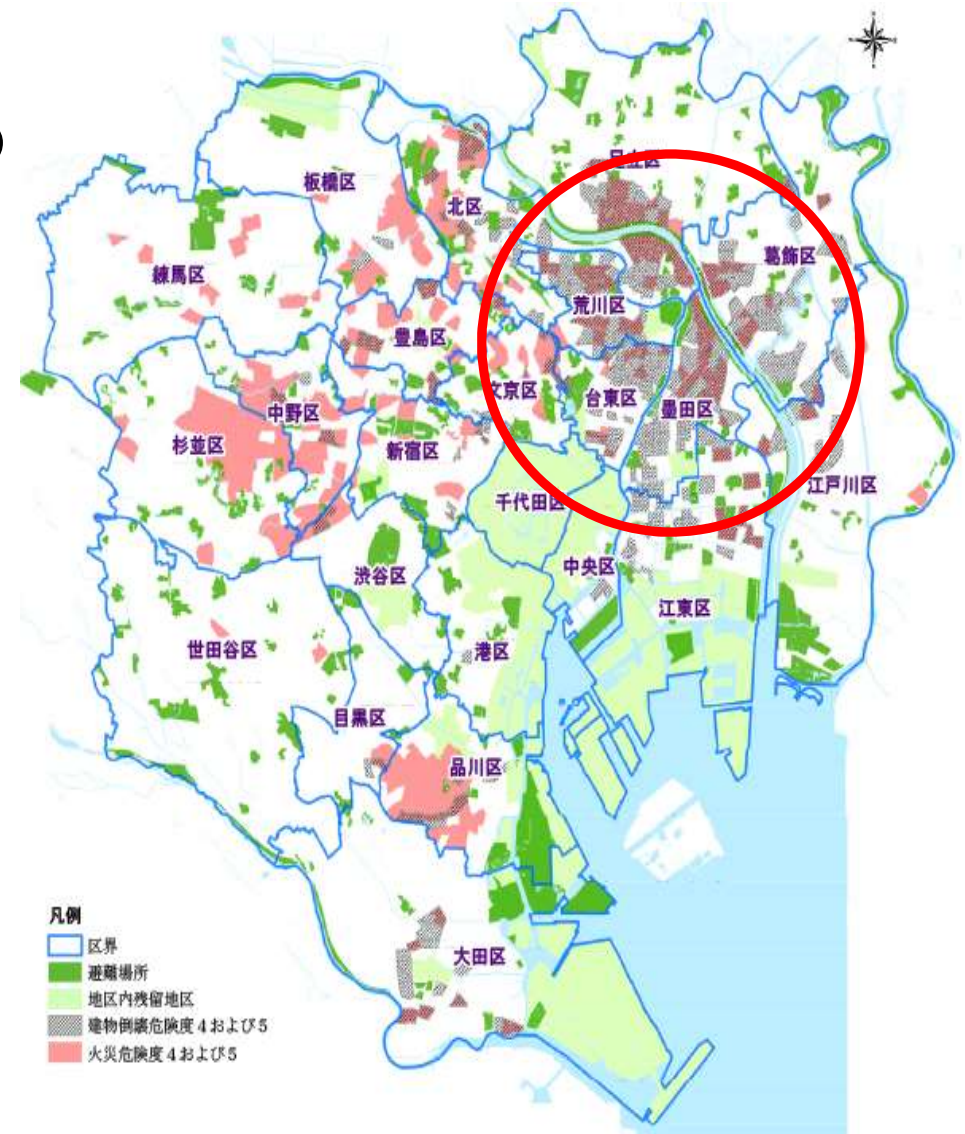 )
足立区
板橋区
北区
葛飾区
練馬区
荒川区
豊島区
文京区
台東区
墨田区
中野区
杉並区
新宿区
江戸川区
千代田区
渋谷区
中央区
江東区
世田谷区
港区
目黒区
品川区
大田区
凡例
区界
避難場所
地区内残留地区
建物倒壊危険度4および5
火災危険度4および5